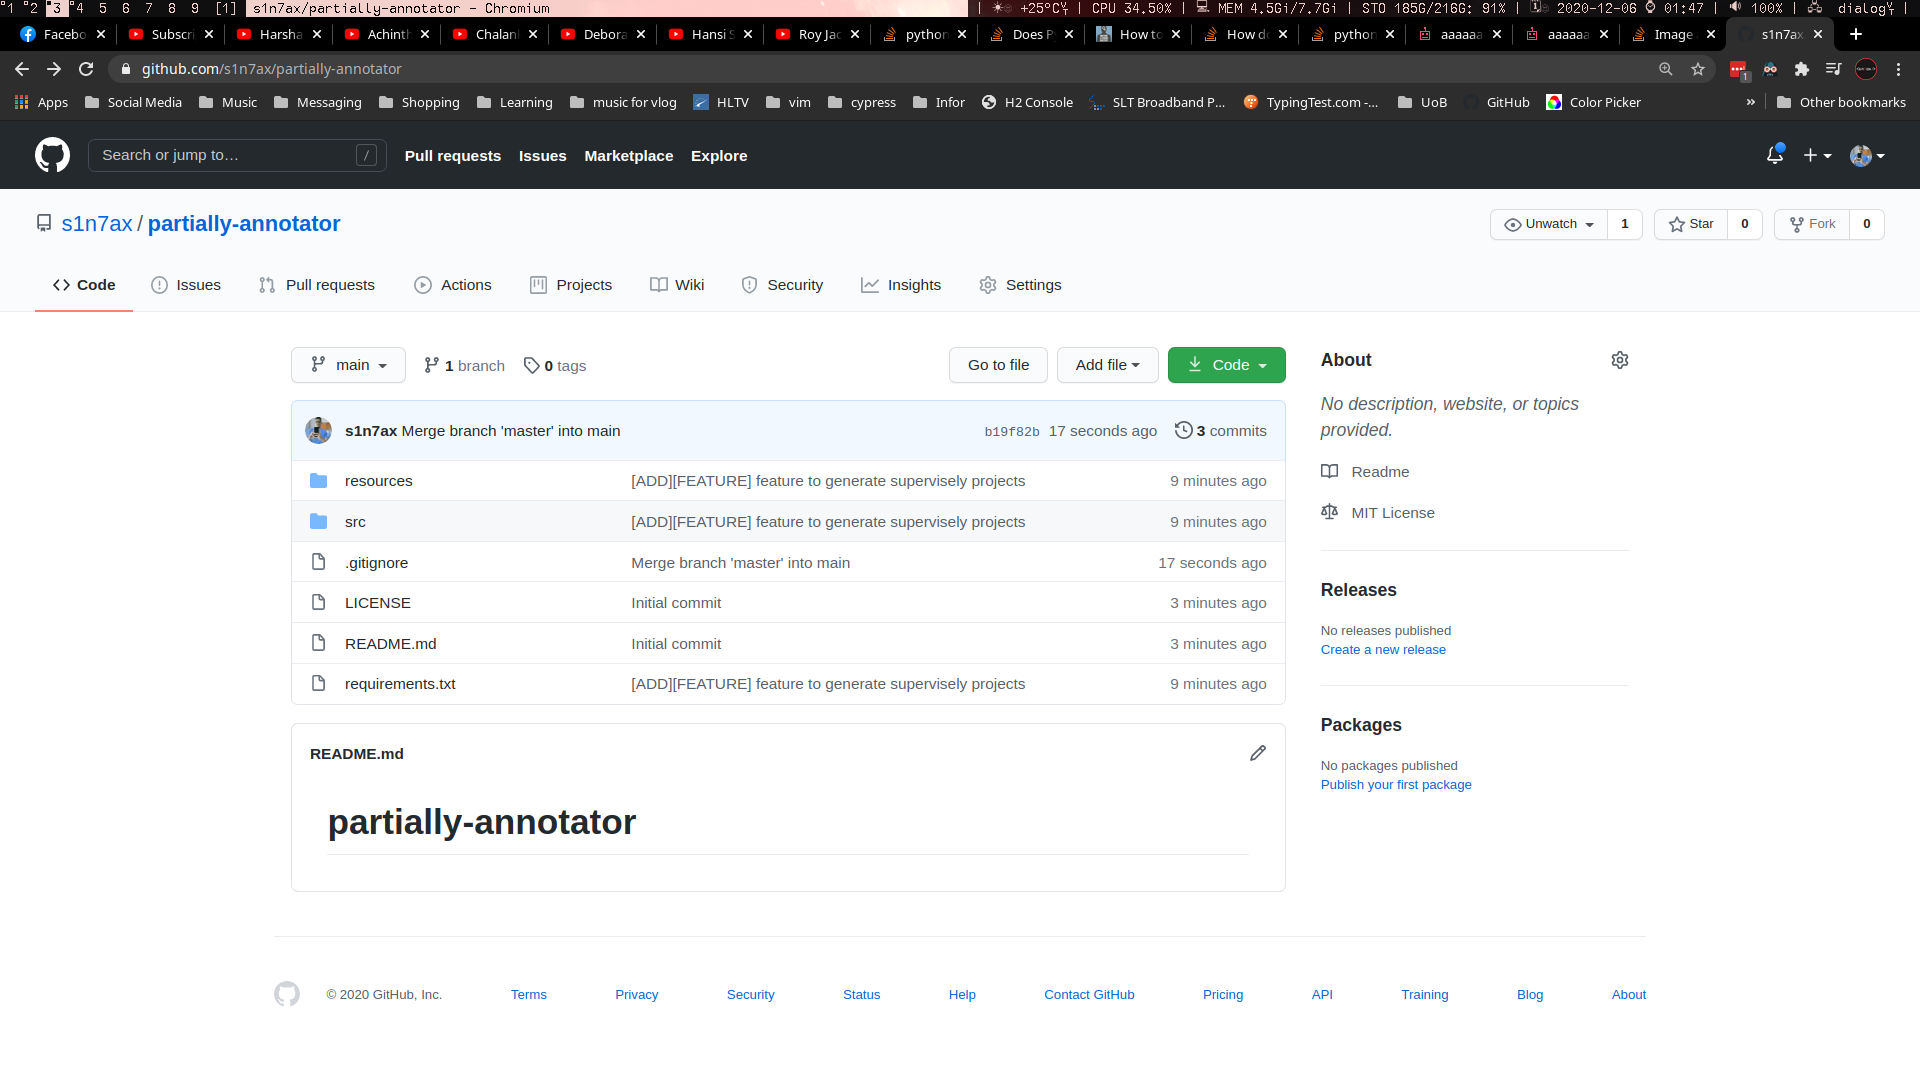 1 2 3 4 5 6 7 8 9 [1] s1n7ax/partially-annotator - Chromium | +25°C | CPU 34.50% | MEM 4.5Gi/7.7Gi | STO 185G/216G: 91% | 2020-12-06 01:47 | 100% | dialog |
Facebo Subscri Harsha Achinth Chalan Debora Hansi S Roy Jac python Does P How to How do python aaaaaa aaaaaa Image s1n7ax
github.com/s1n7ax/partially-annotator 1
Apps Social Media Music Messaging Shopping Learning music for vlog HLTV vim cypress Infor H2 Console SLT Broadband P... TypingTest.com -... UoB GitHub Color Picker » Other bookmarks
Search or jump to… / Pull requests Issues Marketplace Explore
s1n7ax / partially-annotator Unwatch 1 Star 0 Fork 0
Code Issues Pull requests Actions Projects Wiki Security Insights Settings
main 1 branch 0 tags Go to file Add file Code
s1n7ax Merge branch 'master' into main b19f82b 17 seconds ago 3 commits
resources [ADD][FEATURE] feature to generate supervisely projects 9 minutes ago
src [ADD][FEATURE] feature to generate supervisely projects 9 minutes ago
.gitignore Merge branch 'master' into main 17 seconds ago
LICENSE Initial commit 3 minutes ago
README.md Initial commit 3 minutes ago
requirements.txt [ADD][FEATURE] feature to generate supervisely projects 9 minutes ago
README.md
partially-annotator
About
No description, website, or topics
provided.
Readme
MIT License
Releases
No releases published
Create a new release
Packages
No packages published
Publish your first package
© 2020 GitHub, Inc. Terms Privacy Security Status Help Contact GitHub Pricing API Training Blog About